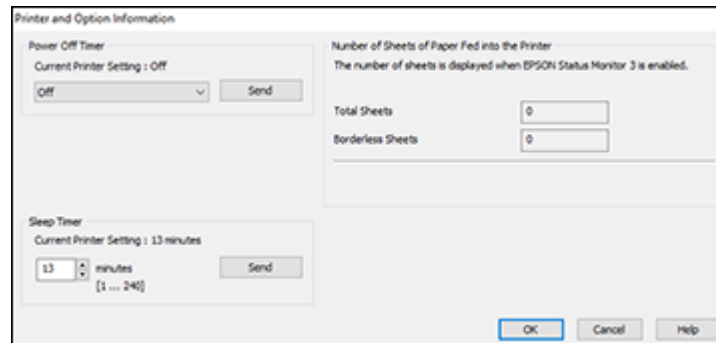 Printer and Option Information
Power Off Timer
Current Printer Setting : Off
Off
Send
Number of Sheets of Paper Fed into the Printer
The number of sheets is displayed when EPSON Status Monitor 3 is enabled.
Total Sheets
0
Borderless Sheets
0
Sleep Timer
Current Printer Setting : 13 minutes
13
minutes
Send
[1 ... 240]
OK
Cancel
Help